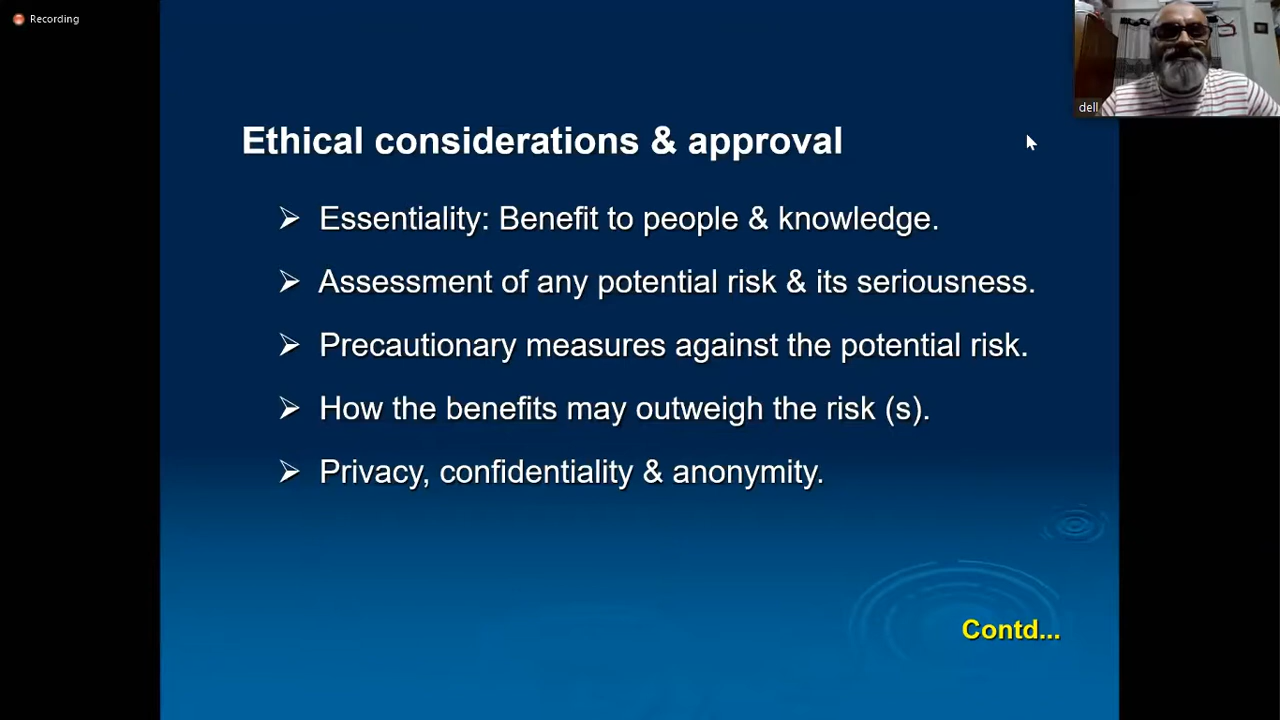 Recording
dell
Ethical considerations & approval
Essentiality: Benefit to people & knowledge.
Assessment of any potential risk & its seriousness.
Precautionary measures against the potential risk.
How the benefits may outweigh the risk (s).
Privacy, confidentiality & anonymity.
Contd...